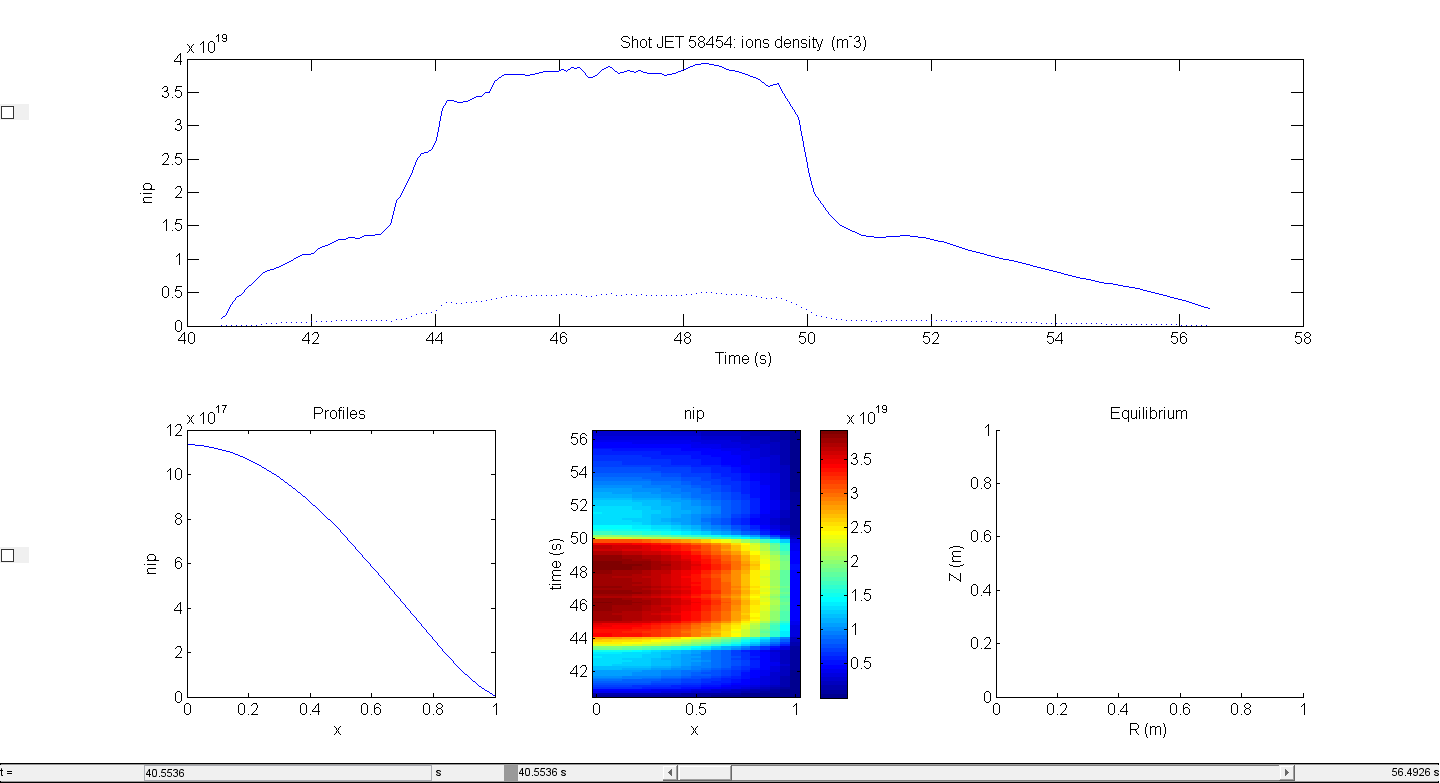 Shot JET 58454: ions density (m-3)
x 10^19
4
3.5
3
2.5
2
1.5
1
0.5
0
nip
40 42 44 46 48 50 52 54 56 58
Time (s)
Profiles
x 10^17
12
10
8
6
4
2
0
nip
0 0.2 0.4 0.6 0.8 1
x
nip
56
54
52
50
48
46
44
42
time (s)
0 0.5 1
x
x 10^19
3.5
3
2.5
2
1.5
1
0.5
Equilibrium
1
0.8
0.6
0.4
0.2
0
Z (m)
0 0.2 0.4 0.6 0.8 1
R (m)
t = 40.5536 s 40.5536 s 56.4926 s